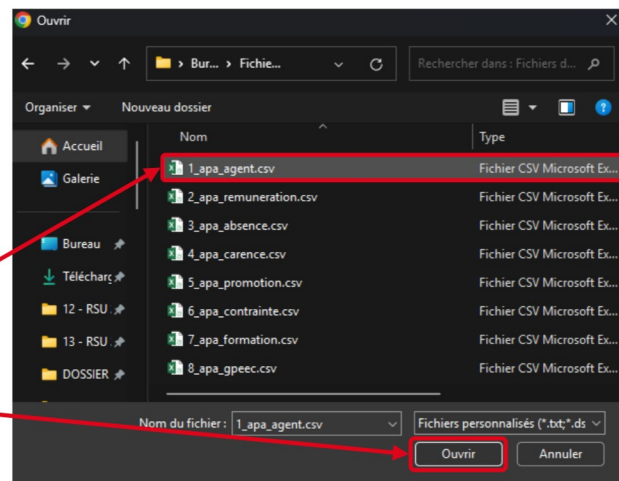 Ouvrir
Bur... › Fichie...
Rechercher dans : Fichiers d...
Organiser
Nouveau dossier
Nom
Type
Accueil
Galerie
Bureau
Télécharg
12 - RSU .
13 - RSU .
DOSSIER
1_apa_agent.csv Fichier CSV Microsoft Ex...
2_apa_remuneration.csv Fichier CSV Microsoft Ex...
3_apa_absence.csv Fichier CSV Microsoft Ex...
4_apa_carence.csv Fichier CSV Microsoft Ex...
5_apa_promotion.csv Fichier CSV Microsoft Ex...
6_apa_contrainte.csv Fichier CSV Microsoft Ex...
7_apa_formation.csv Fichier CSV Microsoft Ex...
8_apa_gpeec.csv Fichier CSV Microsoft Ex...
Nom du fichier : 1_apa_agent.csv
Fichiers personnalisés (*.txt;*.ds
Ouvrir
Annuler